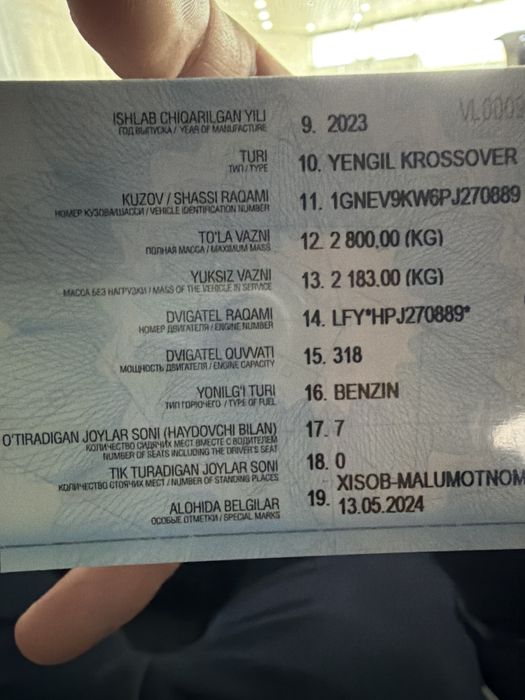 VL000
ISHLAB CHIQARILGAN YILI
ГОД ВЫПУСКА / YEAR OF MANUFACTURE
9. 2023
TURI
ТИП / TYPE
10. YENGIL KROSSOVER
KUZOV / SHASSI RAQAMI
НОМЕР КУЗОВА/ШАССИ / VEHICLE IDENTIFICATION NUMBER
11. 1GNEV9KW6PJ270889
TO'LA VAZNI
ПОЛНАЯ МАССА / MAXIMUM MASS
12. 2 800,00 (KG)
YUKSIZ VAZNI
МАССА БЕЗ НАГРУЗКИ / MASS OF THE VEHICLE IN SERVICE
13. 2 183.00 (KG)
DVIGATEL RAQAMI
НОМЕР ДВИГАТЕЛЯ / ENGINE NUMBER
14. LFY*HPJ270889*
DVIGATEL QUVVATI
МОЩНОСТЬ ДВИГАТЕЛЯ / ENGINE CAPACITY
15. 318
YONILG'I TURI
ТИП ГОРЮЧЕГО / TYPE OF FUEL
16. BENZIN
O'TIRADIGAN JOYLAR SONI (HAYDOVCHI BILAN)
КОЛИЧЕСТВО СИДЯЧИХ МЕСТ ВМЕСТЕ С ВОДИТЕЛЕМ
NUMBER OF SEATS INCLUDING THE DRIVER'S SEAT
17. 7
TIK TURADIGAN JOYLAR SONI
КОЛИЧЕСТВО СТОЯЧИХ МЕСТ / NUMBER OF STANDING PLACES
18. 0
ALOHIDA BELGILAR
ОСОБЫЕ ОТМЕТКИ / SPECIAL MARKS
19. XISOB-MALUMOTNOM
13.05.2024